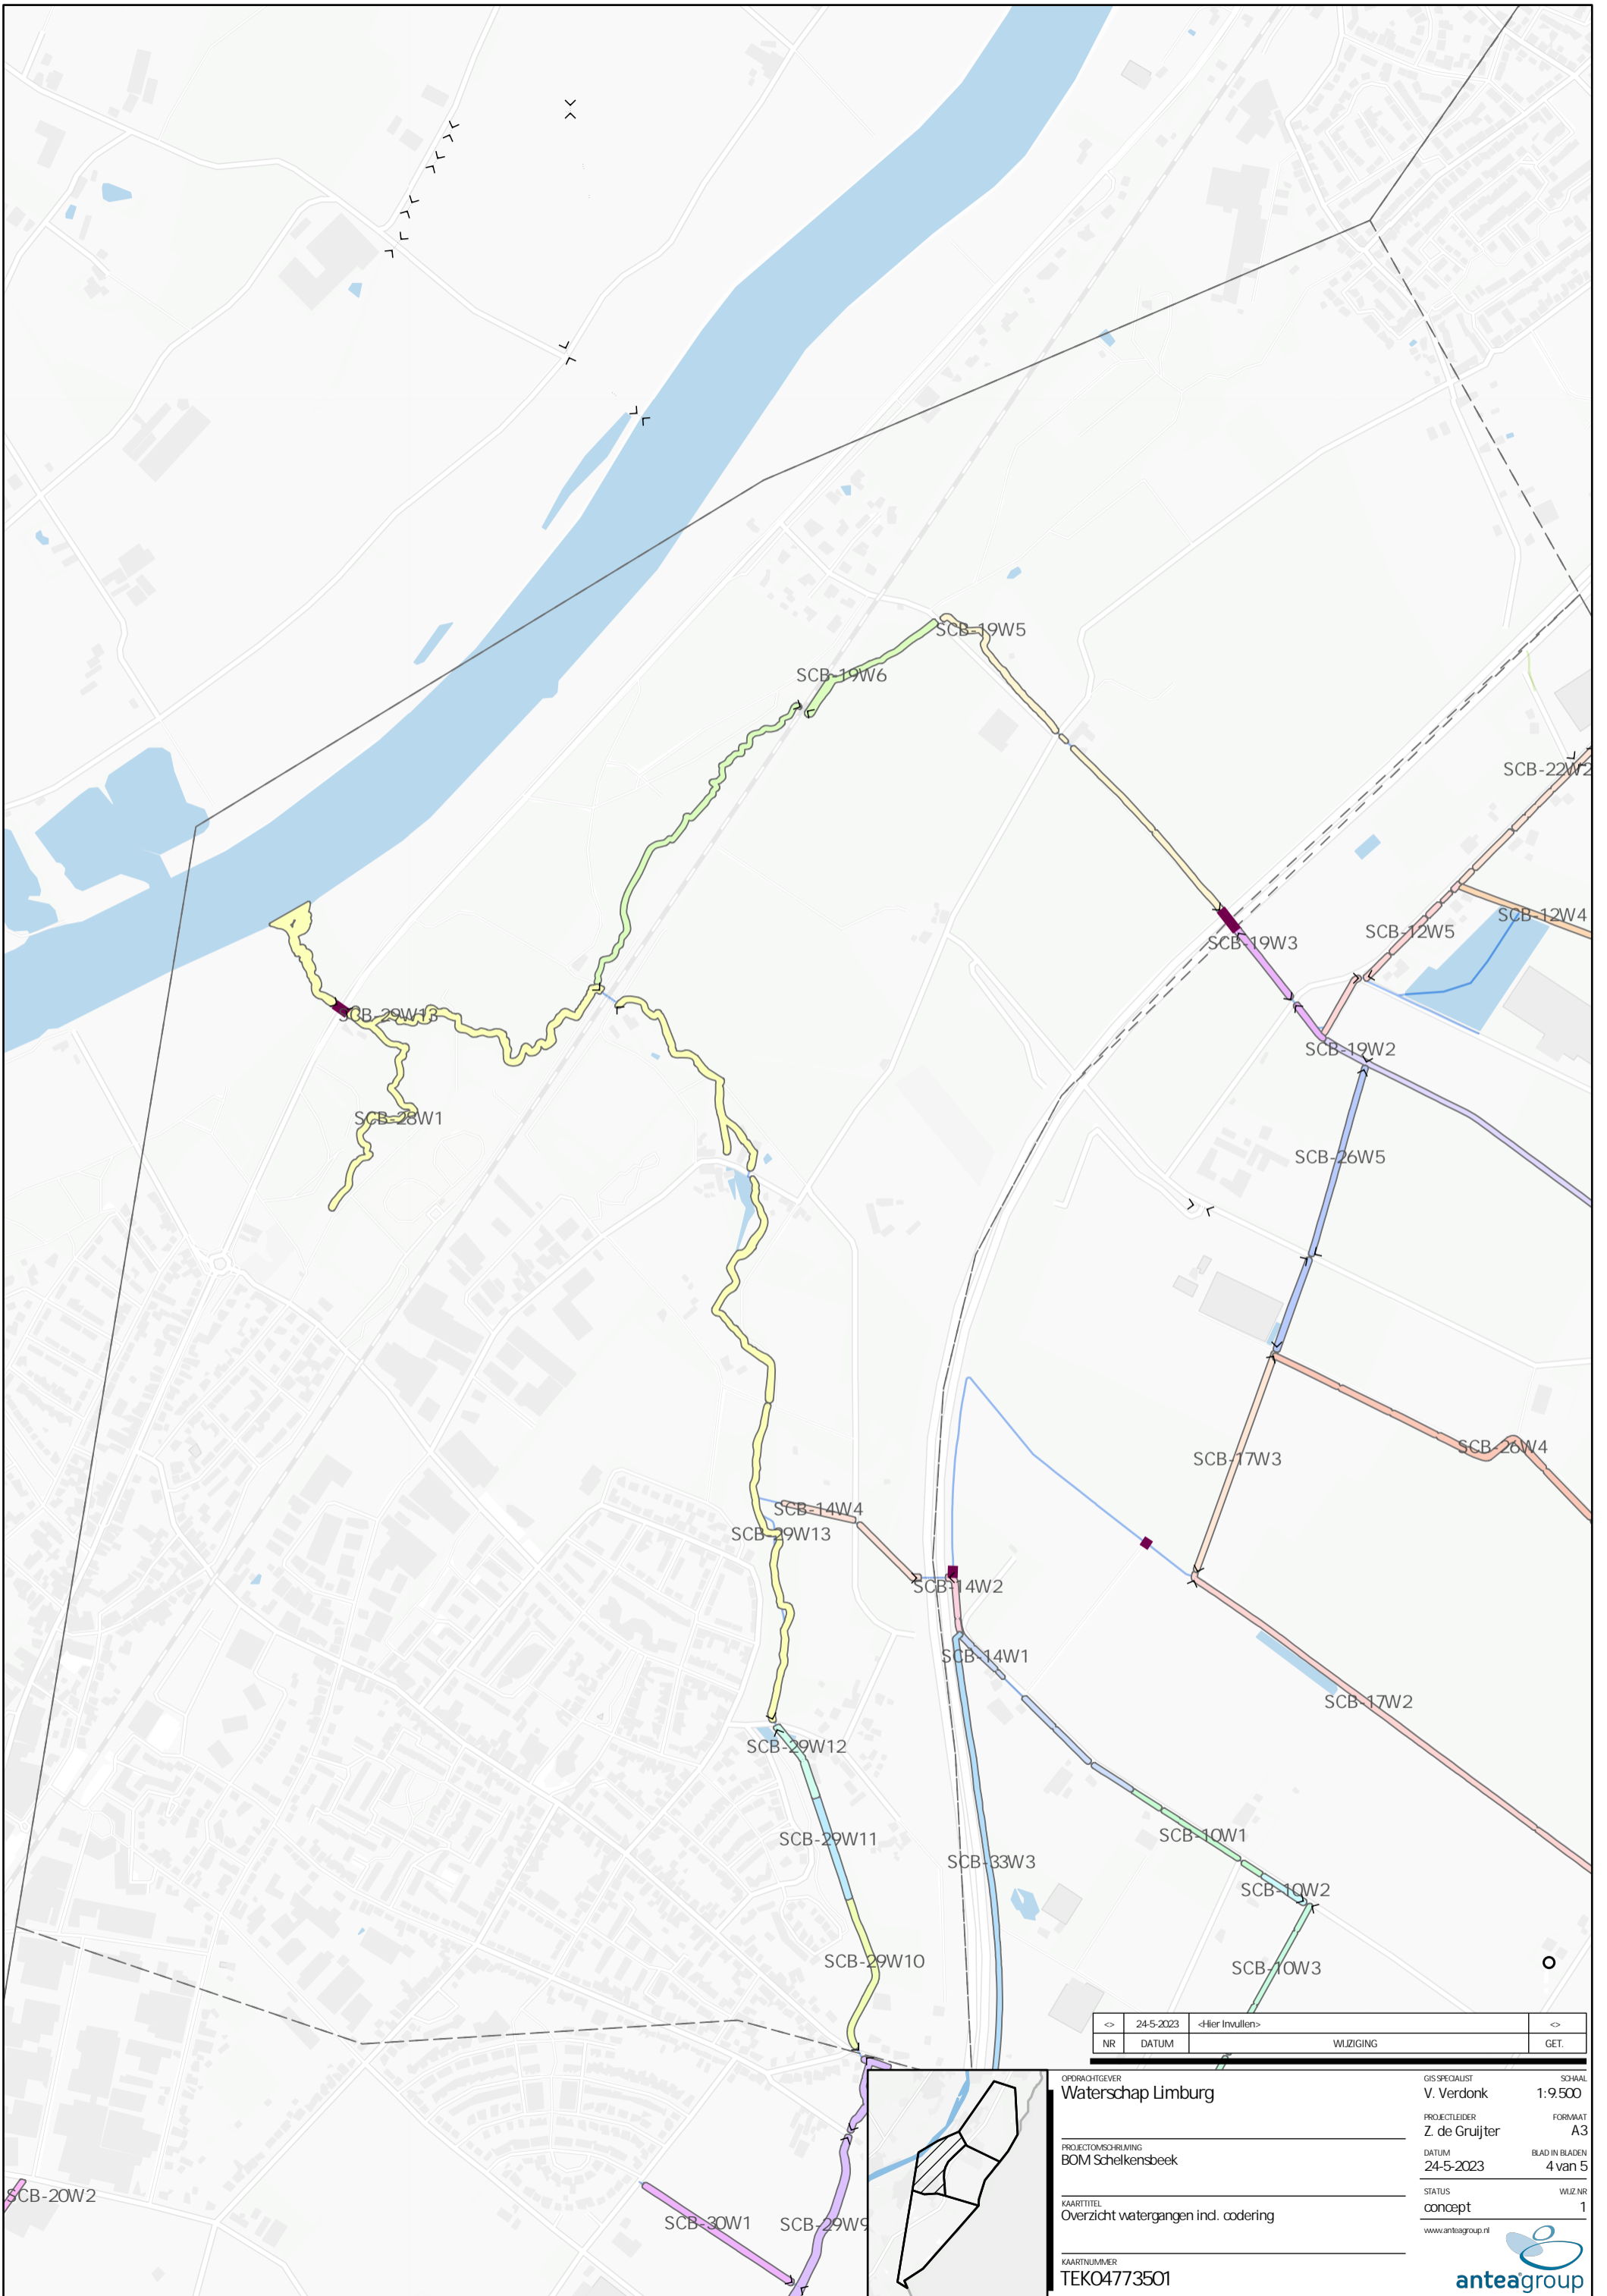 SCB-19W5
SCB-19W6
SCB-22W2
SCB-12W4
SCB-12W5
SCB-19W3
SCB-29W13
SCB-19W2
SCB-28W1
SCB-26W5
SCB-26W4
SCB-17W3
SCB-14W4
SCB-29W13
SCB-14W2
SCB-14W1
SCB-17W2
SCB-29W12
SCB-10W1
SCB-29W11
SCB-33W3
SCB-10W2
SCB-29W10
SCB-10W3
SCB-20W2
SCB-30W1
SCB-29W9
<> 24-5-2023 <Hier Invullen> <>
NR DATUM WIJZIGING GET.
OPDRACHTGEVER
Waterschap Limburg
PROJECTOMSCHRIJVING
BOM Schelkensbeek
KAARTTITEL
Overzicht watergangen incl. codering
KAARTNUMMER
TEK04773501
GIS SPECIALIST SCHAAL
V. Verdonk 1:9.500
PROJECTLEIDER FORMAAT
Z. de Gruijter A3
DATUM BLAD IN BLADEN
24-5-2023 4 van 5
STATUS WIJZ.NR
concept 1
www.anteagroup.nl
anteagroup